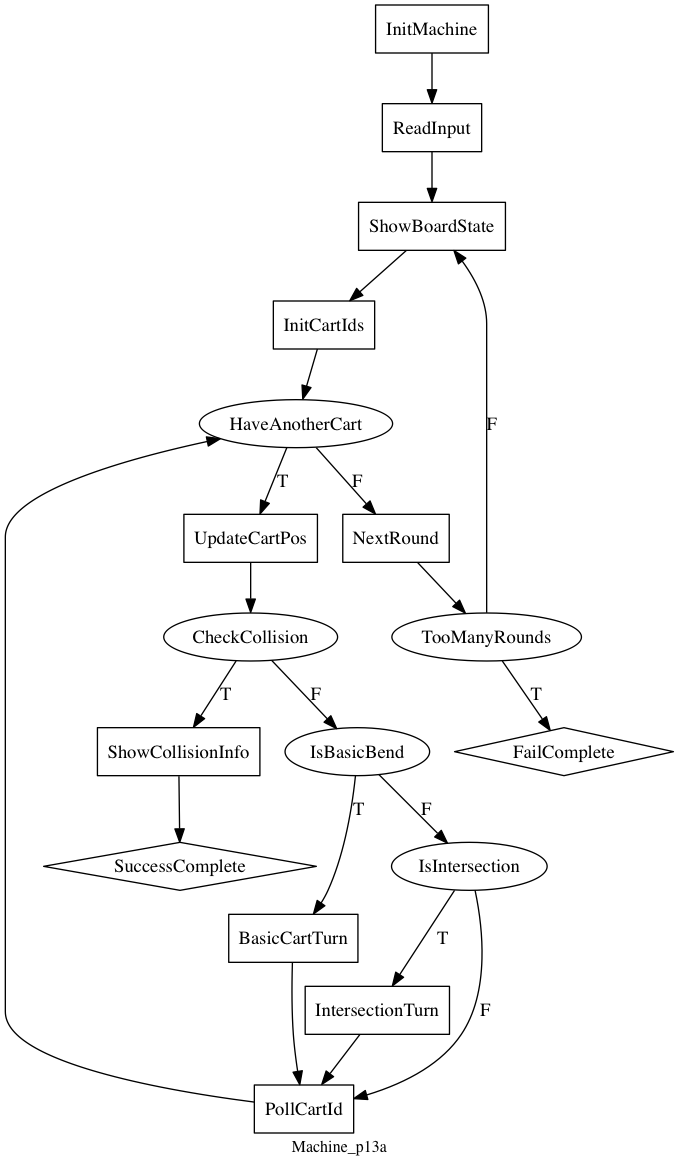 InitMachine
ReadInput
ShowBoardState
InitCartIds
F
HaveAnotherCart
T
F
UpdateCartPos
NextRound
CheckCollision
TooManyRounds
T
F
T
ShowCollisionInfo
IsBasicBend
FailComplete
T
F
SuccessComplete
IsIntersection
BasicCartTurn
T
IntersectionTurn
F
PollCartId
Machine_p13a